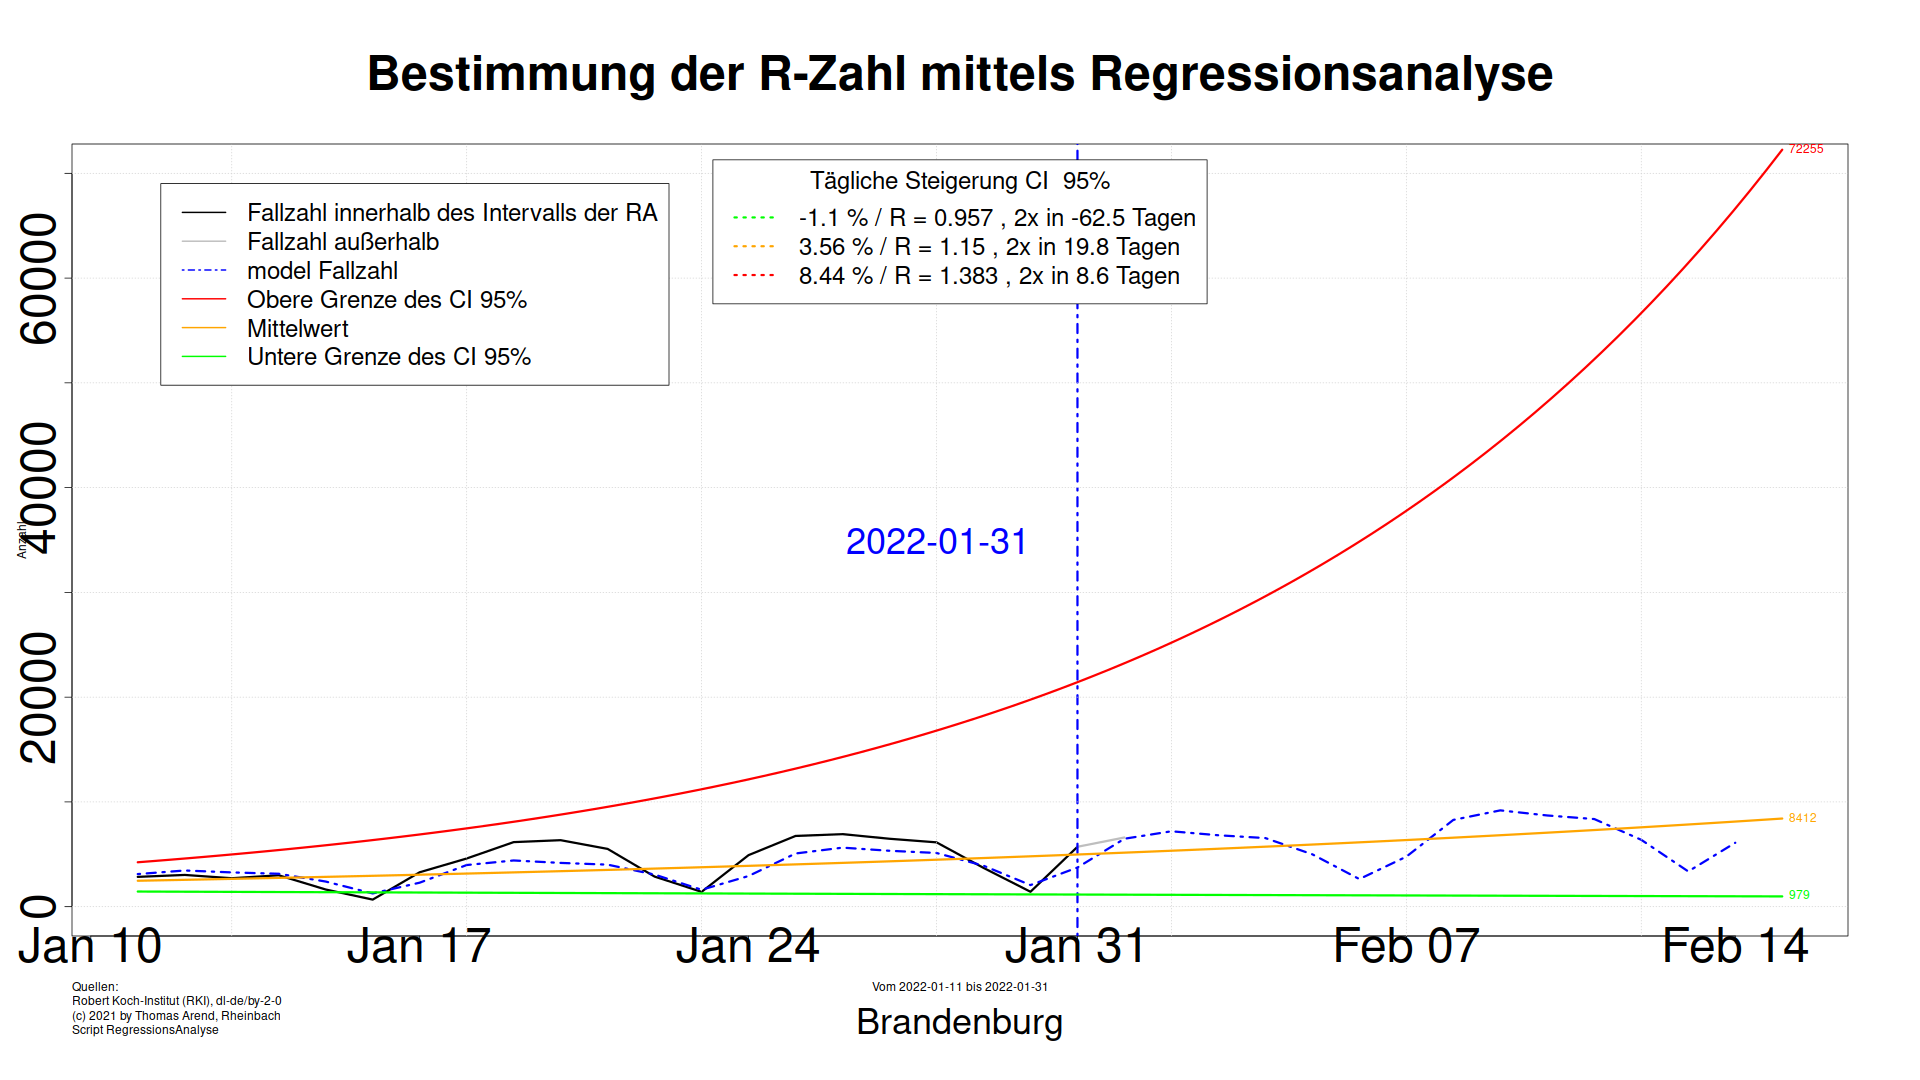 Bestimmung der R-Zahl mittels Regressionsanalyse
72255
Fallzahl innerhalb des Intervalls der RA
Fallzahl außerhalb
model Fallzahl
Obere Grenze des CI 95%
Mittelwert
Untere Grenze des CI 95%
Tägliche Steigerung CI  95%
-1.1 % / R = 0.957 , 2x in -62.5 Tagen
3.56 % / R = 1.15 , 2x in 19.8 Tagen
8.44 % / R = 1.383 , 2x in 8.6 Tagen
60000
40000
20000
0
Anzahl
2022-01-31
8412
979
Jan 10 Jan 17 Jan 24 Jan 31 Feb 07 Feb 14
Quellen:
Robert Koch-Institut (RKI), dl-de/by-2-0
(c) 2021 by Thomas Arend, Rheinbach
Script RegressionsAnalyse
Vom 2022-01-11 bis 2022-01-31
Brandenburg